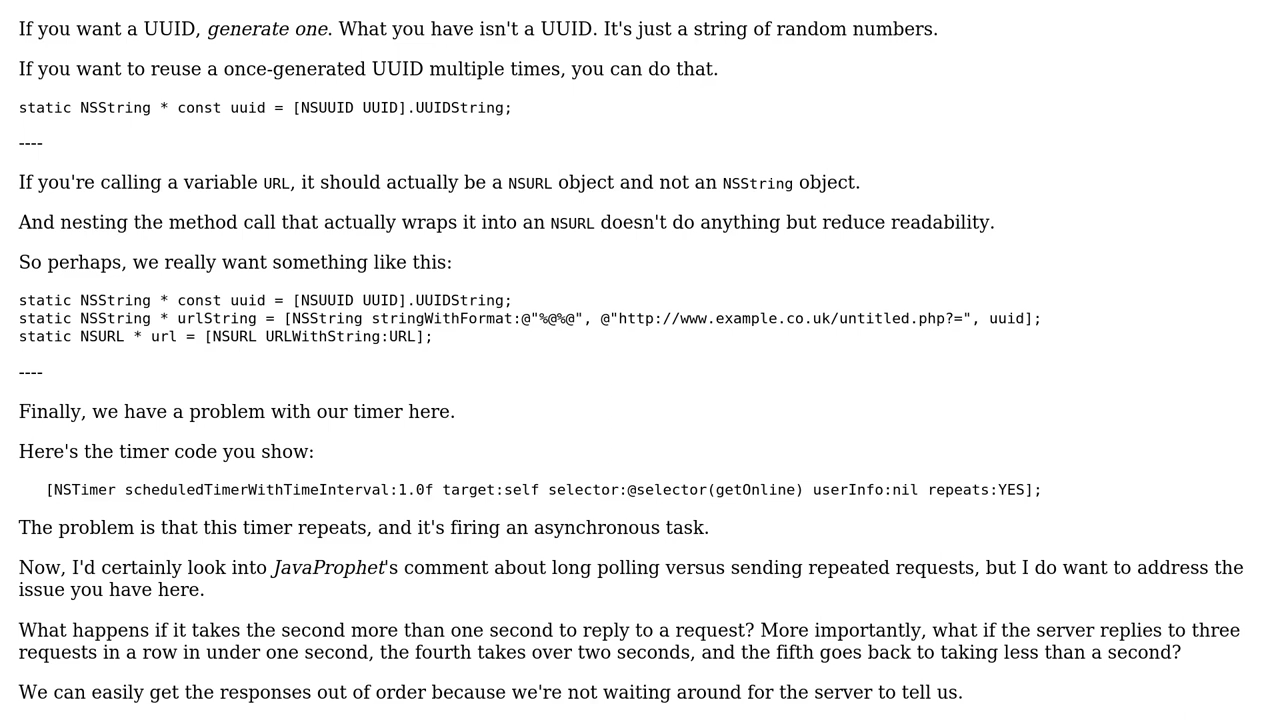 If you want a UUID, generate one. What you have isn't a UUID. It's just a string of random numbers.
If you want to reuse a once-generated UUID multiple times, you can do that.
static NSString * const uuid = [NSUUID UUID].UUIDString;
----
If you're calling a variable URL, it should actually be a NSURL object and not an NSString object.
And nesting the method call that actually wraps it into an NSURL doesn't do anything but reduce readability.
So perhaps, we really want something like this:
static NSString * const uuid = [NSUUID UUID].UUIDString;
static NSString * urlString = [NSString stringWithFormat:@"%@%@", @"http://www.example.co.uk/untitled.php?=", uuid];
static NSURL * url = [NSURL URLWithString:URL];
----
Finally, we have a problem with our timer here.
Here's the timer code you show:
[NSTimer scheduledTimerWithTimeInterval:1.0f target:self selector:@selector(getOnline) userInfo:nil repeats:YES];
The problem is that this timer repeats, and it's firing an asynchronous task.
Now, I'd certainly look into JavaProphet's comment about long polling versus sending repeated requests, but I do want to address the
issue you have here.
What happens if it takes the second more than one second to reply to a request? More importantly, what if the server replies to three
requests in a row in under one second, the fourth takes over two seconds, and the fifth goes back to taking less than a second?
We can easily get the responses out of order because we're not waiting around for the server to tell us.